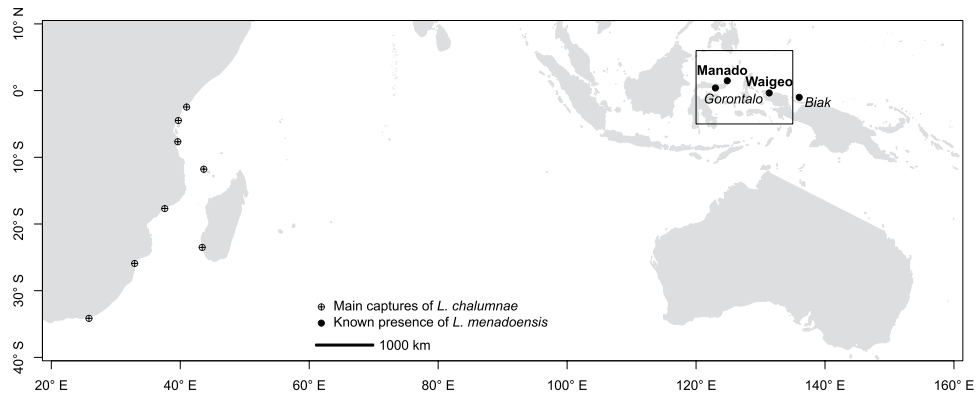 10° N
0°
10° S
20° S
30° S
40° S
Manado
Waigeo
Gorontalo
Biak
Main captures of L. chalumnae
Known presence of L. menadoensis
1000 km
20° E 40° E 60° E 80° E 100° E 120° E 140° E 160° E